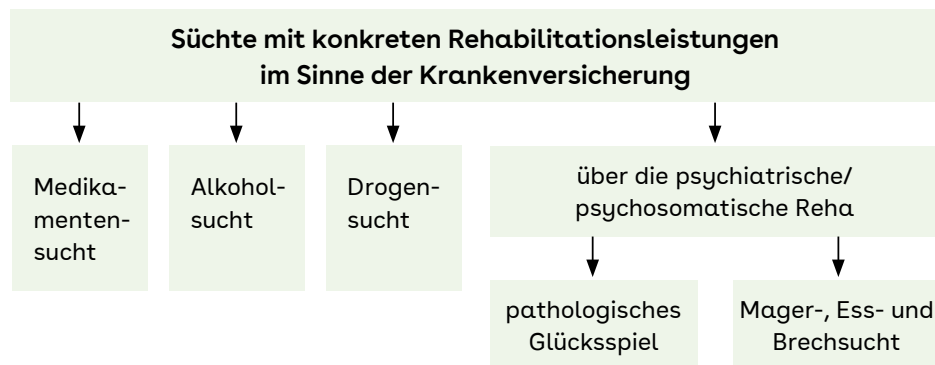 Süchte mit konkreten Rehabilitationsleistungen
im Sinne der Krankenversicherung
Medika-
menten-
sucht
Alkohol-
sucht
Drogen-
sucht
über die psychiatrische/
psychosomatische Reha
pathologisches
Glücksspiel
Mager-, Ess- und
Brechsucht